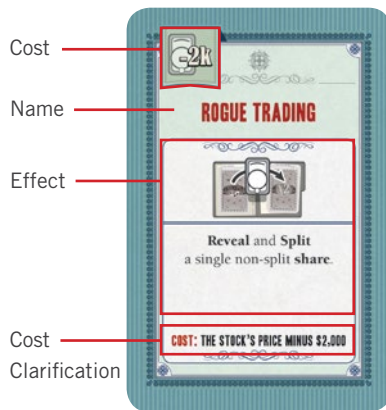 Cost
-2k
Name
ROGUE TRADING
Effect
Reveal and Split
a single non-split share.
Cost
Clarification
COST: THE STOCK'S PRICE MINUS $2,000